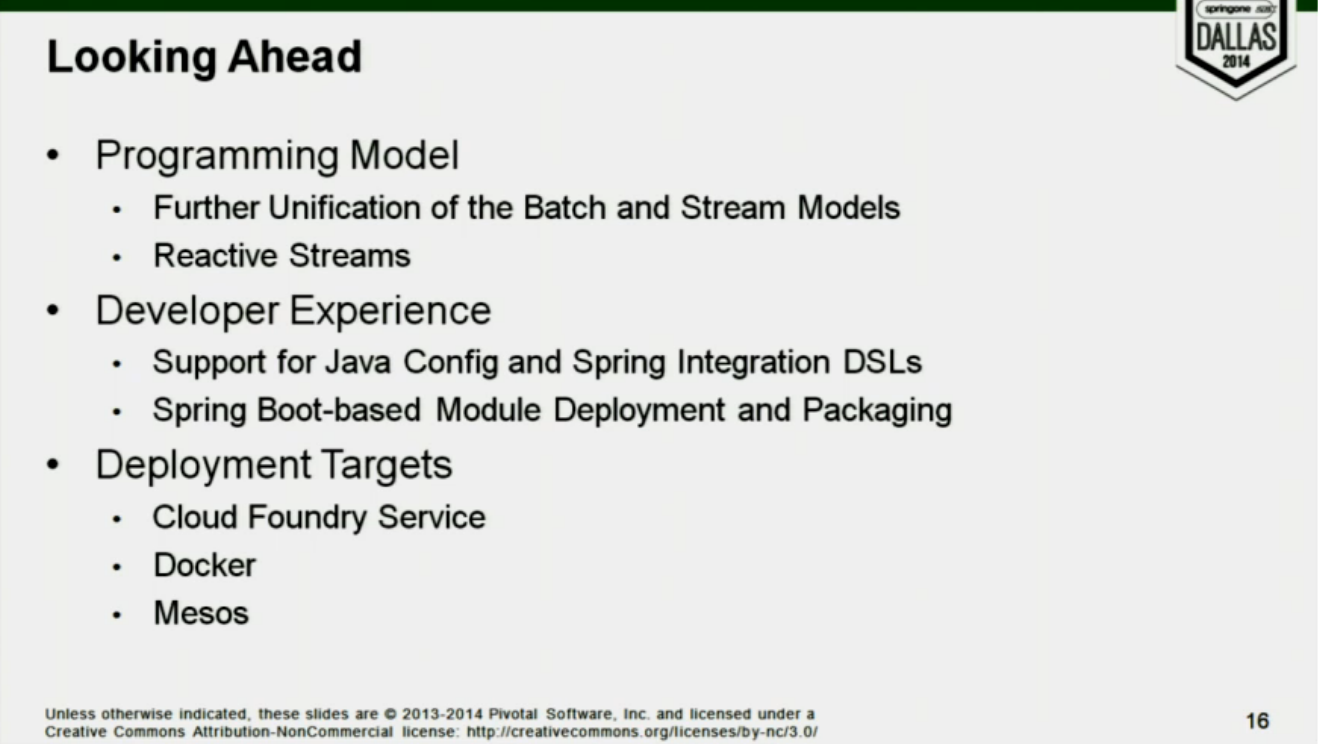 springone
DALLAS
2014
Looking Ahead
• Programming Model
• Further Unification of the Batch and Stream Models
• Reactive Streams
• Developer Experience
• Support for Java Config and Spring Integration DSLs
• Spring Boot-based Module Deployment and Packaging
• Deployment Targets
• Cloud Foundry Service
• Docker
• Mesos
Unless otherwise indicated, these slides are © 2013-2014 Pivotal Software, Inc. and licensed under a
Creative Commons Attribution-NonCommercial license: http://creativecommons.org/licenses/by-nc/3.0/
16